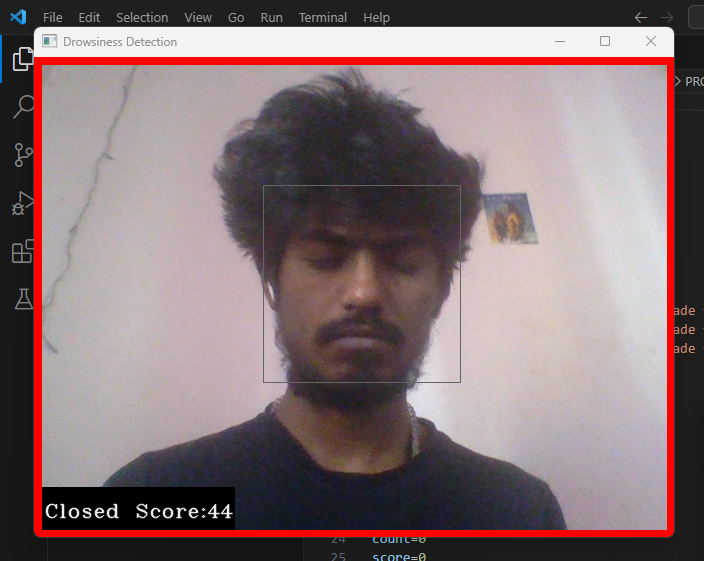 File Edit Selection View Go Run Terminal Help
Drowsiness Detection
PRO
ade
ade
ade
Closed Score:44
24 count=0
25 score=0